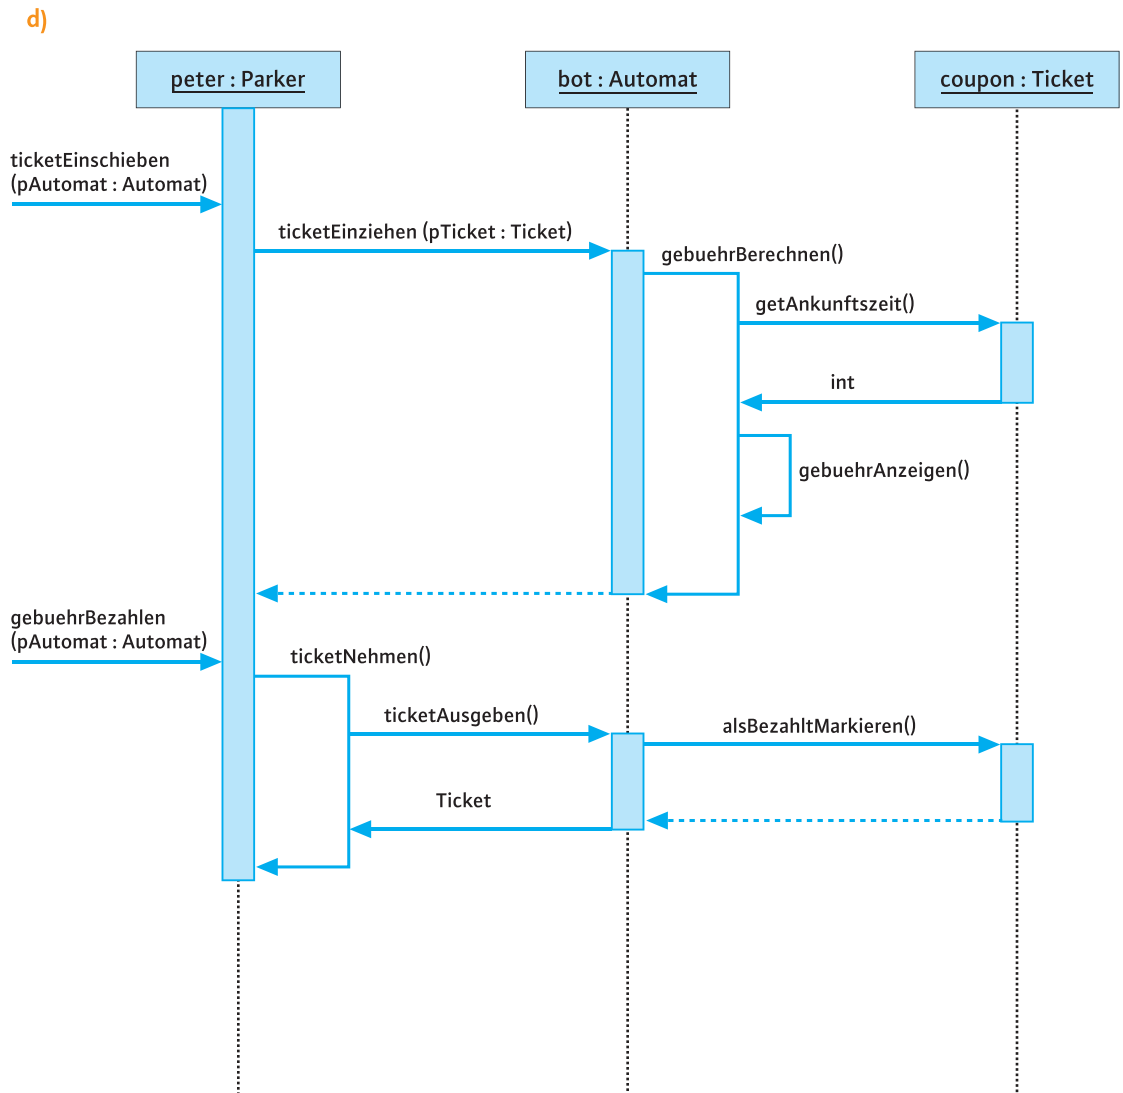 d)
peter : Parker
bot : Automat
coupon : Ticket
ticketEinschieben
(pAutomat : Automat)
ticketEinziehen (pTicket : Ticket)
gebuehrBerechnen()
getAnkunftszeit()
int
gebuehrAnzeigen()
gebuehrBezahlen
(pAutomat : Automat)
ticketNehmen()
ticketAusgeben()
alsBezahltMarkieren()
Ticket